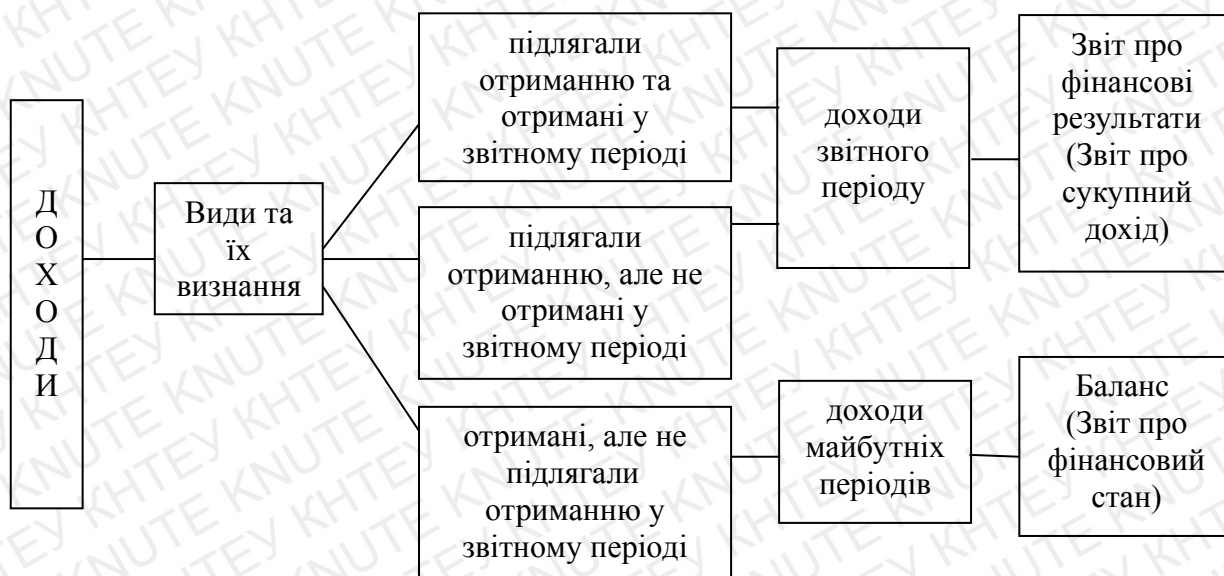 Д
О
Х
О
Д
И
Види та
їх
визнання
підлягали
отриманню та
отримані у
звітному періоді
підлягали
отриманню, але не
отримані у
звітному періоді
отримані, але не
підлягали
отриманню у
звітному періоді
доходи
звітного
періоду
доходи
майбутніх
періодів
Звіт про
фінансові
результати
(Звіт про
сукупний
дохід)
Баланс
(Звіт про
фінансовий
стан)